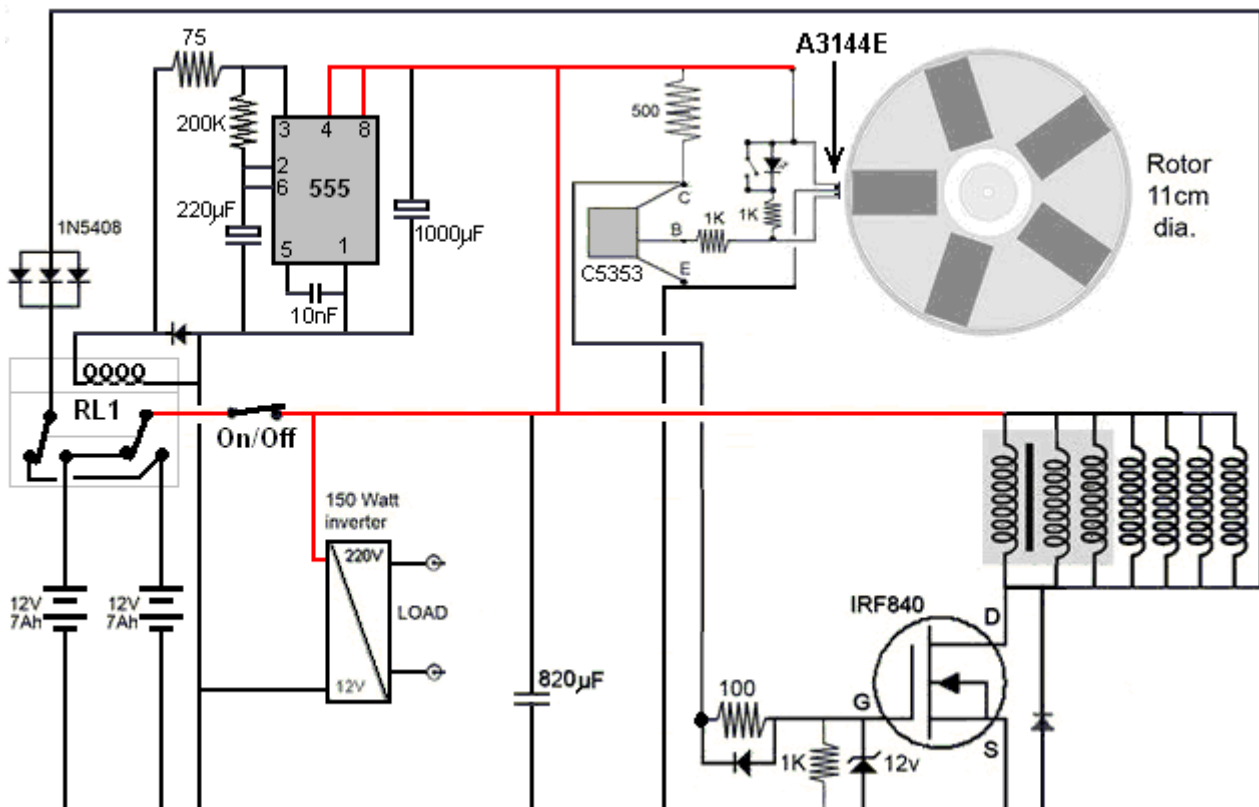 75
A3144E
200K
3 4 8
2
6
555
500
Rotor
11cm
dia.
220µF
1N5408
1000µF
5 1
10nF
C
B
E
1K
1K
C5353
RL1
On/Off
150 Watt
inverter
220V
12V
LOAD
12V
7Ah
12V
7Ah
820µF
IRF840
D
G
S
100
1K
12v